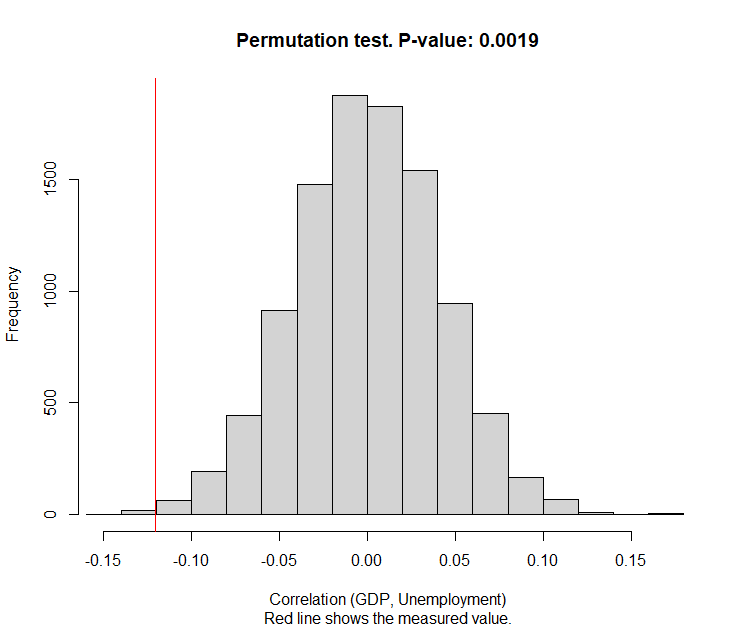 Permutation test. P-value: 0.0019
Frequency
1500
1000
500
0
-0.15 -0.10 -0.05 0.00 0.05 0.10 0.15
Correlation (GDP, Unemployment)
Red line shows the measured value.